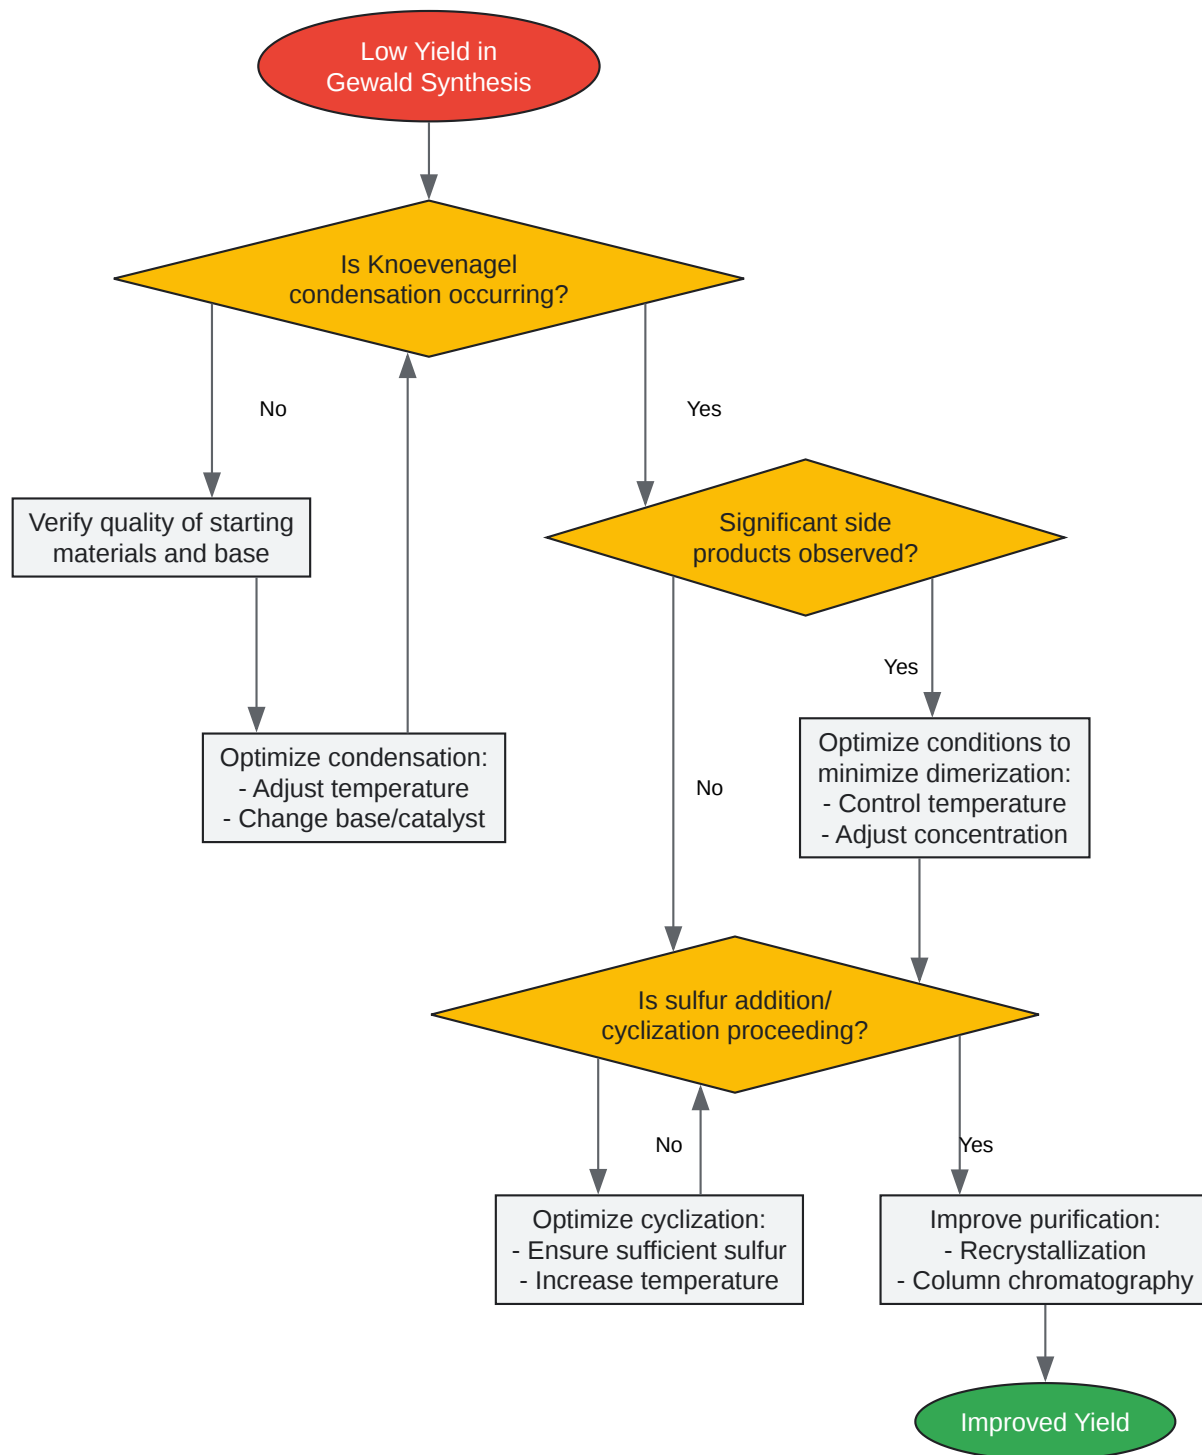 Low Yield in
Gewald Synthesis
Is Knoevenagel
condensation occurring?
No
Yes
Verify quality of starting
materials and base
Significant side
products observed?
Yes
Optimize condensation:
- Adjust temperature
- Change base/catalyst
No
Optimize conditions to
minimize dimerization:
- Control temperature
- Adjust concentration
Is sulfur addition/
cyclization proceeding?
No
Yes
Optimize cyclization:
- Ensure sufficient sulfur
- Increase temperature
Improve purification:
- Recrystallization
- Column chromatography
Improved Yield